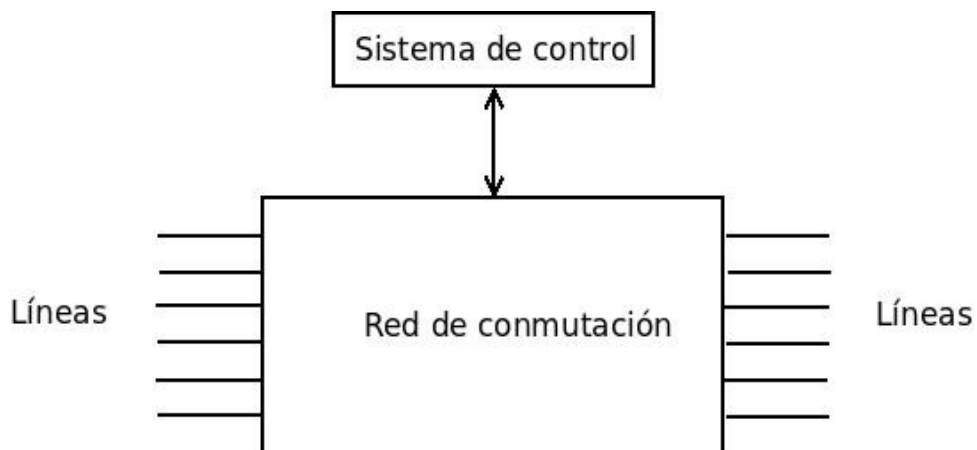 Sistema de control
Líneas
Red de conmutación
Líneas